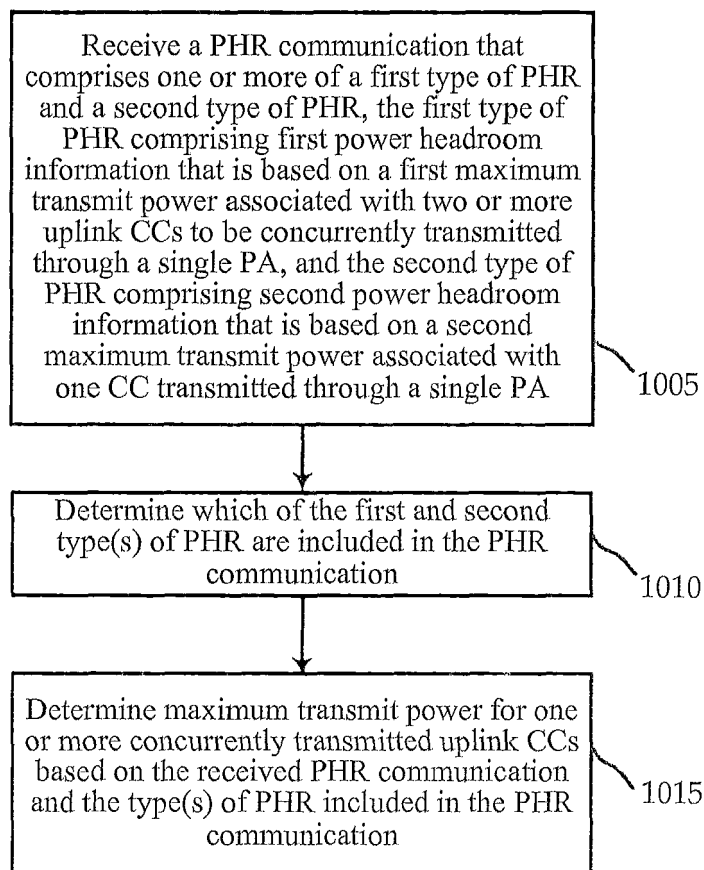 Receive a PHR communication that
comprises one or more of a first type of PHR
and a second type of PHR, the first type of
PHR comprising first power headroom
information that is based on a first maximum
transmit power associated with two or more
uplink CCs to be concurrently transmitted
through a single PA, and the second type of
PHR comprising second power headroom
information that is based on a second
maximum transmit power associated with
one CC transmitted through a single PA
1005
Determine which of the first and second
type(s) of PHR are included in the PHR
communication
1010
Determine maximum transmit power for one
or more concurrently transmitted uplink CCs
based on the received PHR communication
and the type(s) of PHR included in the PHR
communication
1015